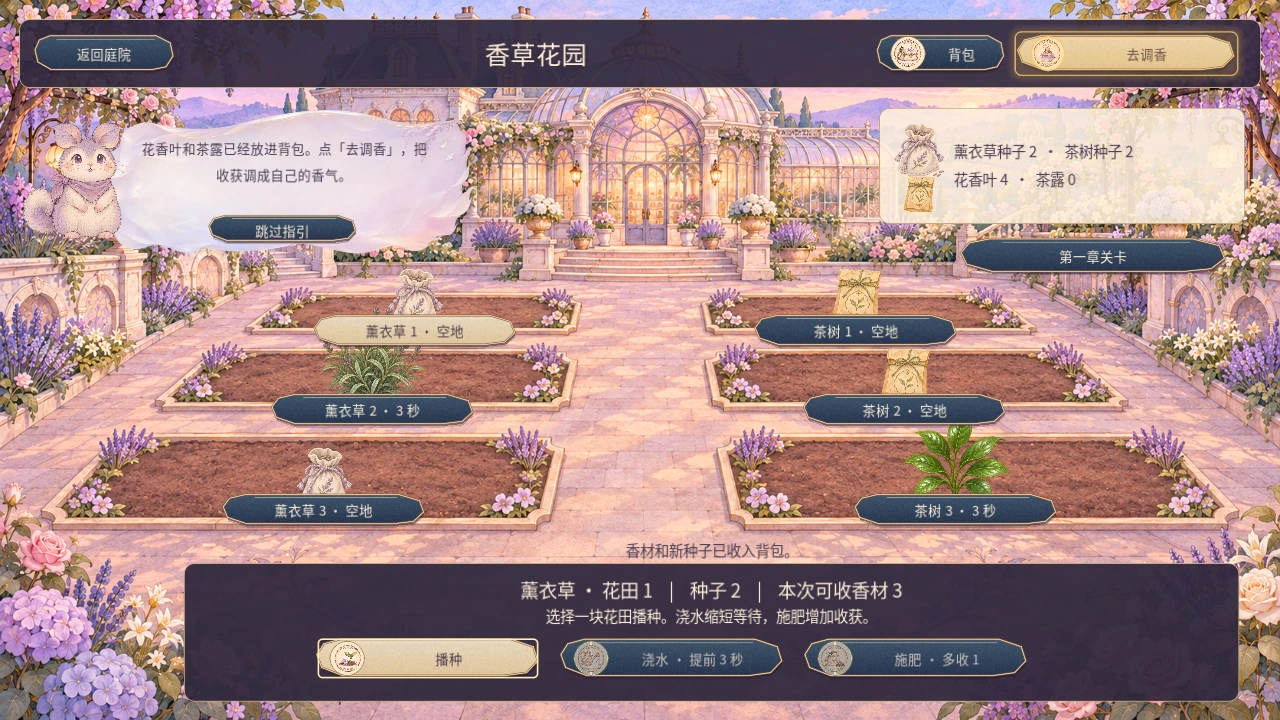 返回庭院
香草花园
背包
去调香
花香叶和茶露已经放进背包。点「去调香」，把
收获调成自己的香气。
跳过指引
薰衣草种子 2 · 茶树种子 2
花香叶 4 · 茶露 0
第一章关卡
薰衣草 1 · 空地
茶树 1 · 空地
薰衣草 2 · 3 秒
茶树 2 · 空地
薰衣草 3 · 空地
茶树 3 · 3 秒
香材和新种子已收入背包。
薰衣草 · 花田 1 ｜ 种子 2 ｜ 本次可收香材 3
选择一块花田播种。浇水缩短等待，施肥增加收获。
播种
浇水 · 提前 3 秒
施肥 · 多收 1